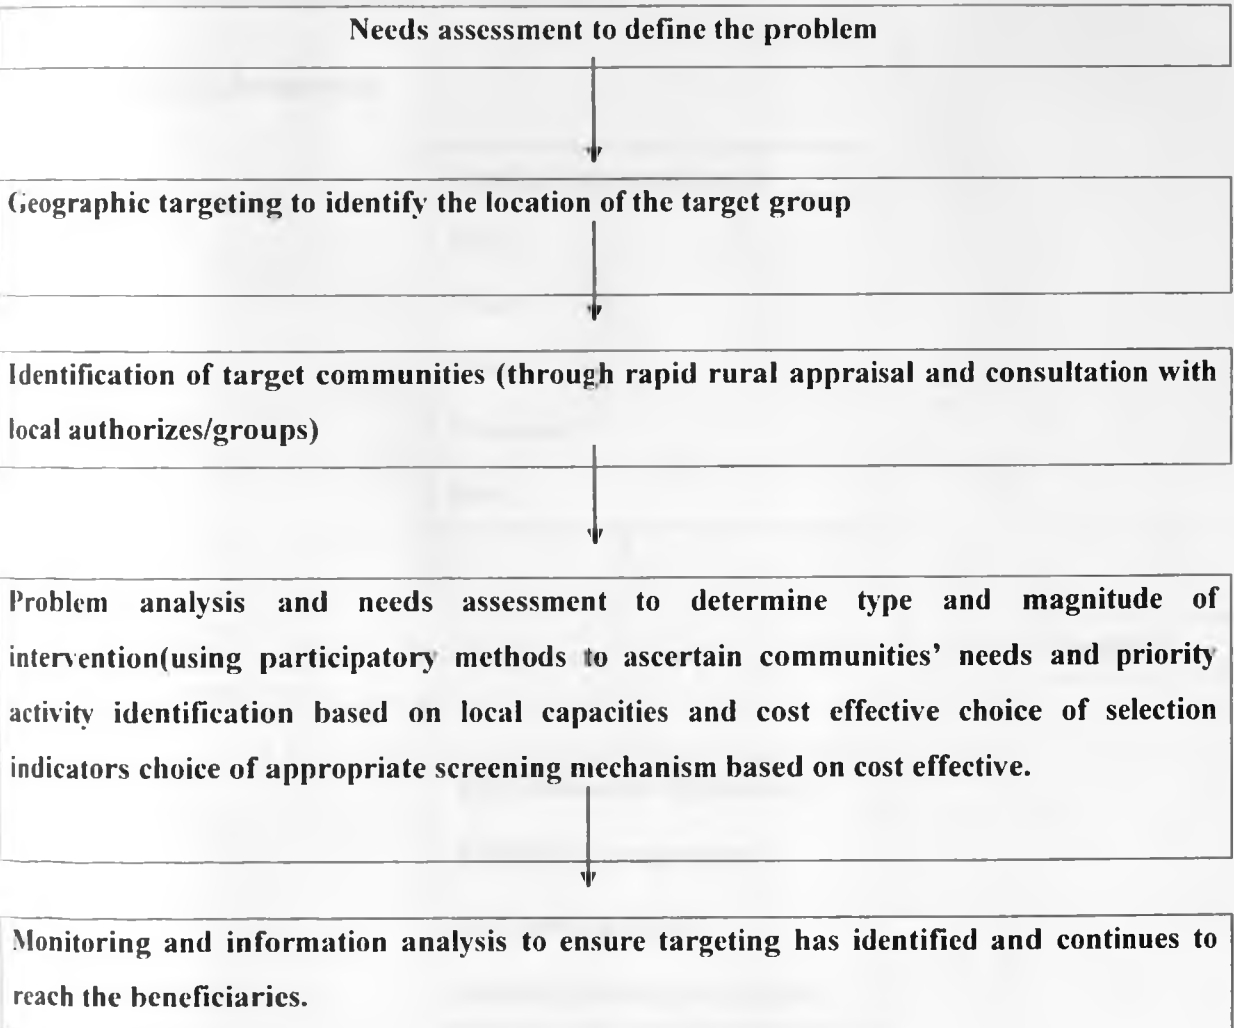 Needs assessment to define the problem
Geographic targeting to identify the location of the target group
Identification of target communities (through rapid rural appraisal and consultation with
local authorizes/groups)
Problem analysis and needs assessment to determine type and magnitude of
intervention(using participatory methods to ascertain communities' needs and priority
activity identification based on local capacities and cost effective choice of selection
indicators choice of appropriate screening mechanism based on cost effective.
Monitoring and information analysis to ensure targeting has identified and continues to
reach the beneficiaries.